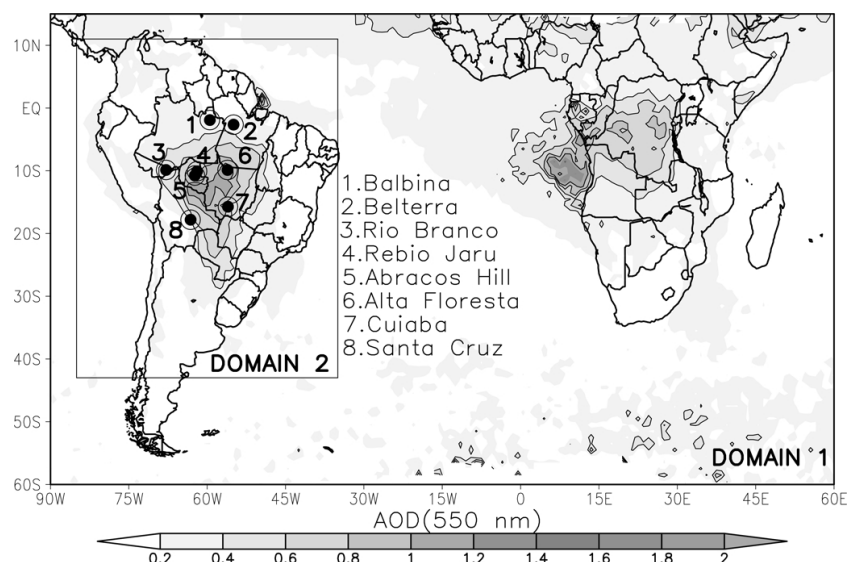 10N
EQ
10S
20S
30S
40S
50S
60S
1
2
3
4
5
6
7
8
1.Balbina
2.Belterra
3.Rio Branco
4.Rebio Jaru
5.Abracos Hill
6.Alta Floresta
7.Cuiaba
8.Santa Cruz
DOMAIN 2
DOMAIN 1
90W 75W 60W 45W 30W 15W 0 15E 30E 45E 60E
AOD(550 nm)
0.2 0.4 0.6 0.8 1 1.2 1.4 1.6 1.8 2